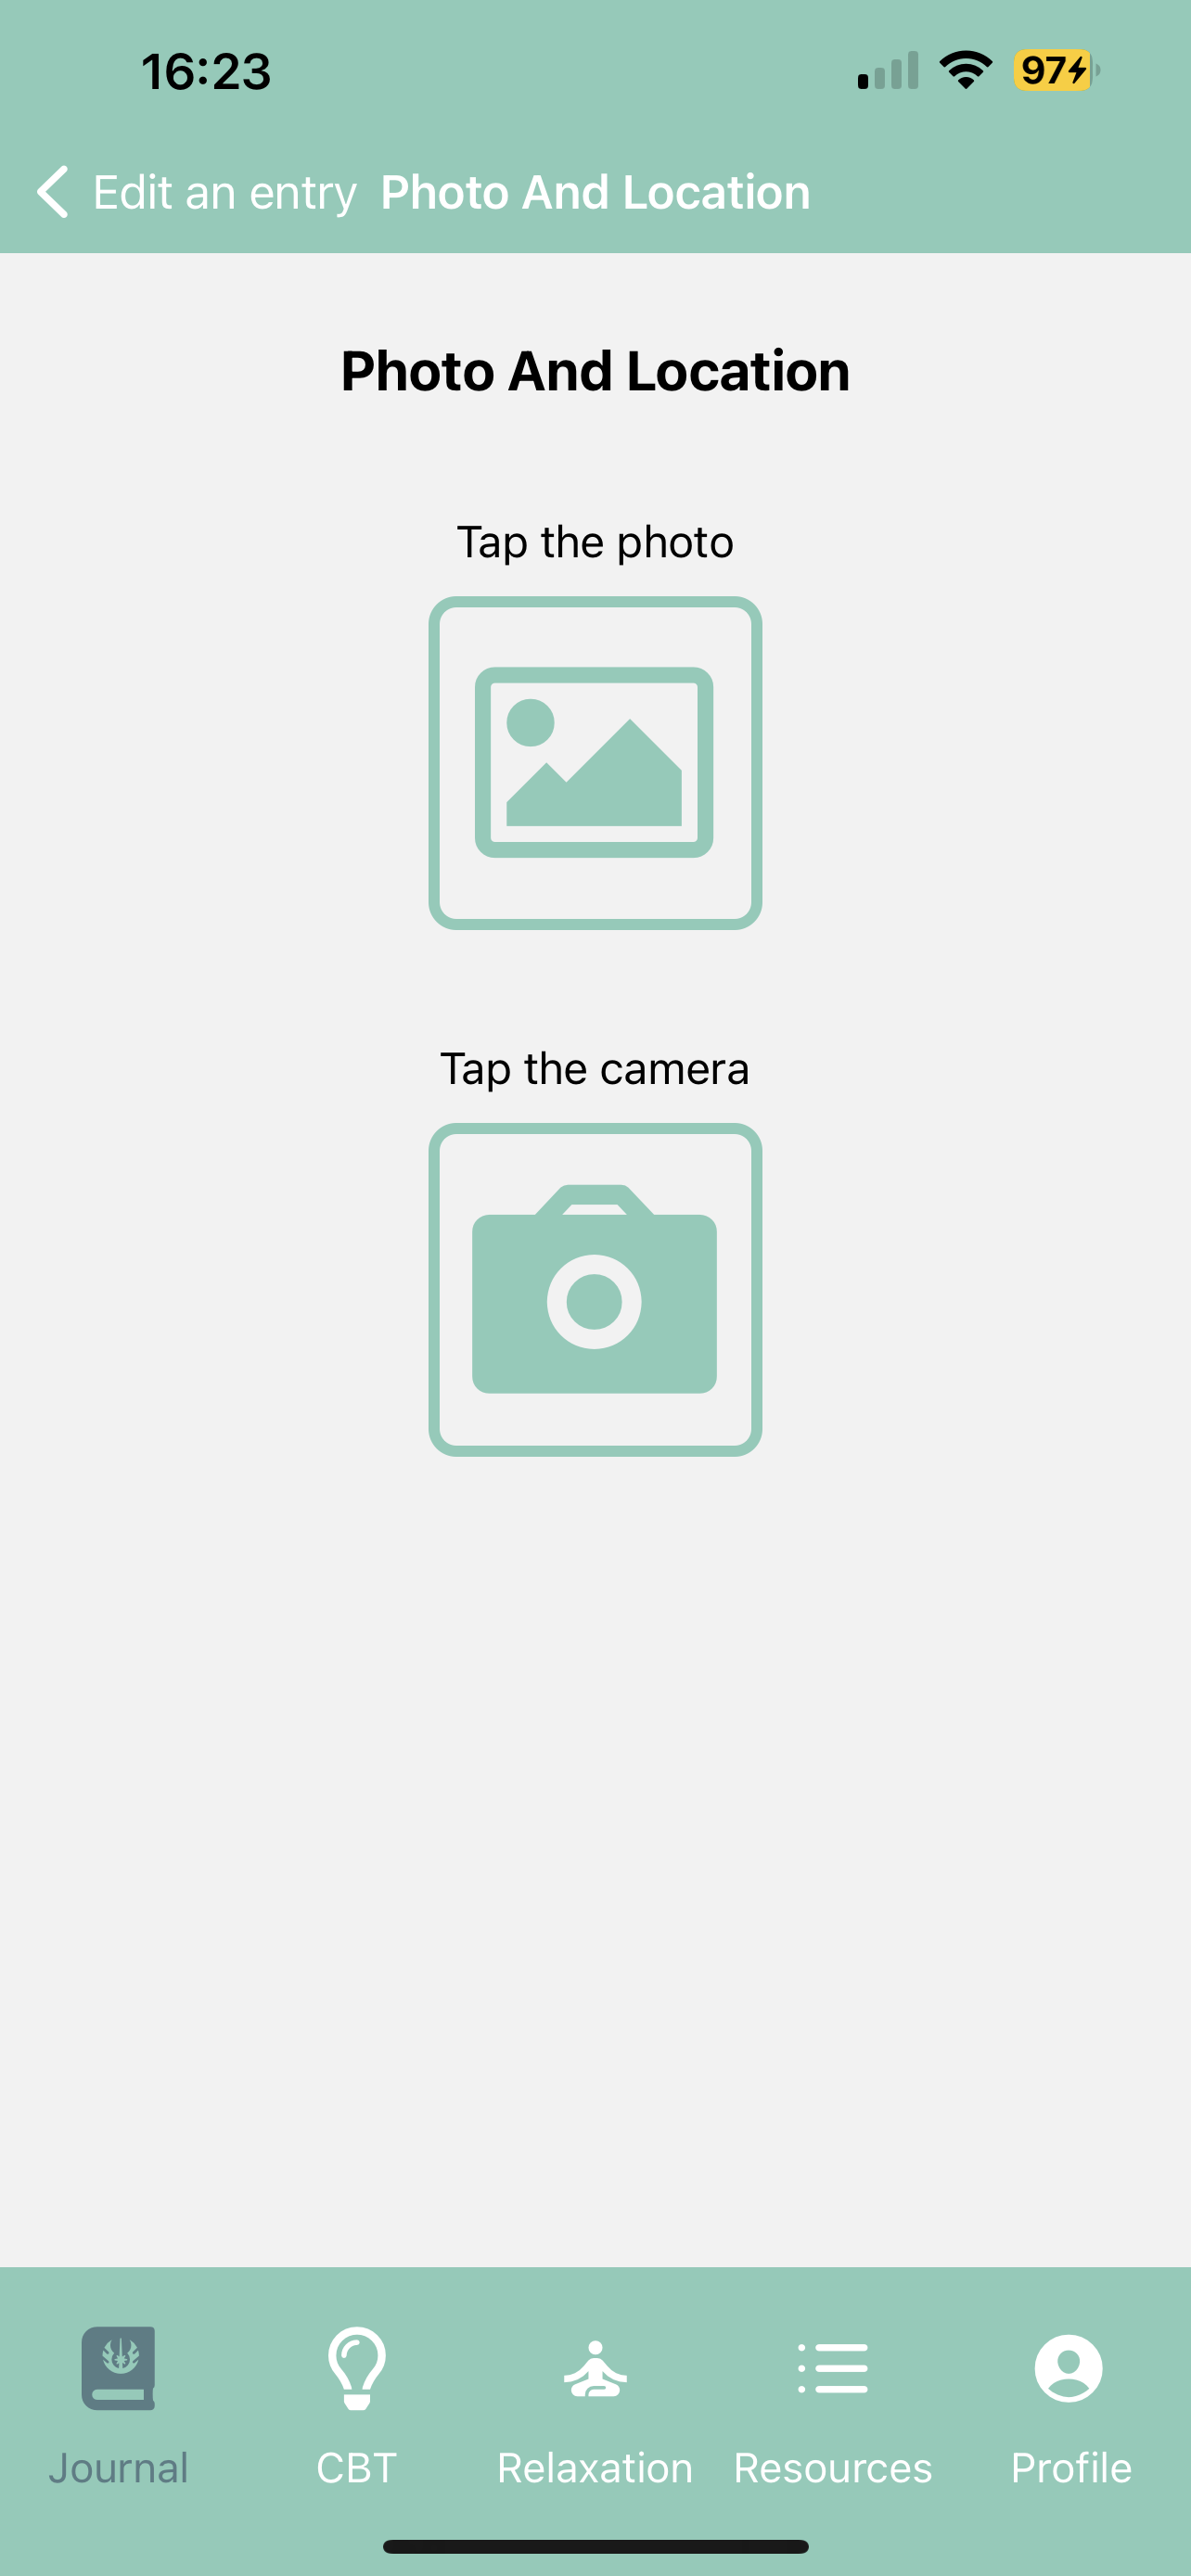 16:23
97
Edit an entry Photo And Location
Photo And Location
Tap the photo
Tap the camera
Journal CBT Relaxation Resources Profile